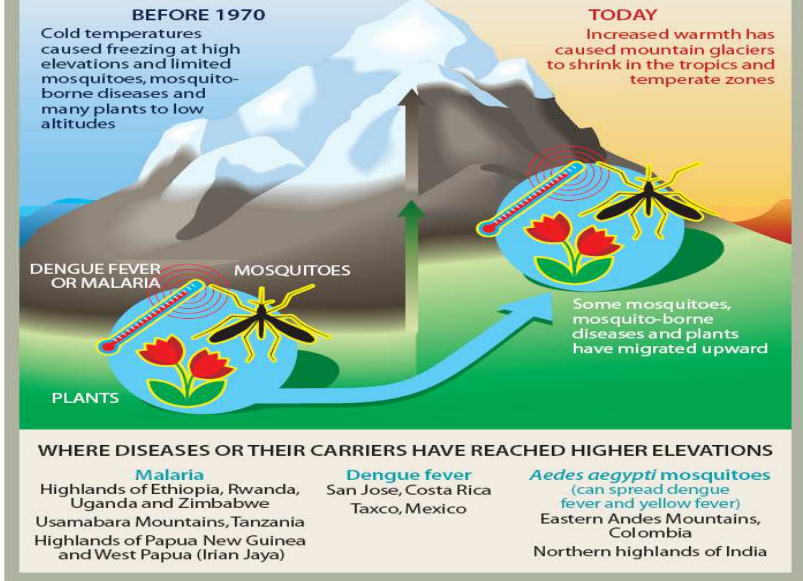 BEFORE 1970
Cold temperatures
caused freezing at high
elevations and limited
mosquitoes, mosquito-
borne diseases and
many plants to low
altitudes
TODAY
Increased warmth has
caused mountain glaciers
to shrink in the tropics and
temperate zones
DENGUE FEVER
OR MALARIA
MOSQUITOES
PLANTS
Some mosquitoes,
mosquito-borne
diseases and plants
have migrated upward
WHERE DISEASES OR THEIR CARRIERS HAVE REACHED HIGHER ELEVATIONS
Malaria
Highlands of Ethiopia, Rwanda,
Uganda and Zimbabwe
Usamabara Mountains, Tanzania
Highlands of Papua New Guinea
and West Papua (Irian Jaya)
Dengue fever
San Jose, Costa Rica
Taxco, Mexico
Aedes aegypti mosquitoes
(can spread dengue
fever and yellow fever)
Eastern Andes Mountains,
Colombia
Northern highlands of India